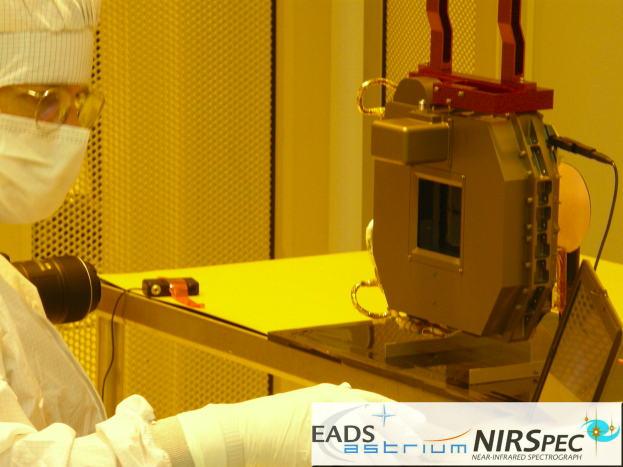 EADS
astrium
NIRSpec
NEAR-INFRARED SPECTROGRAPH